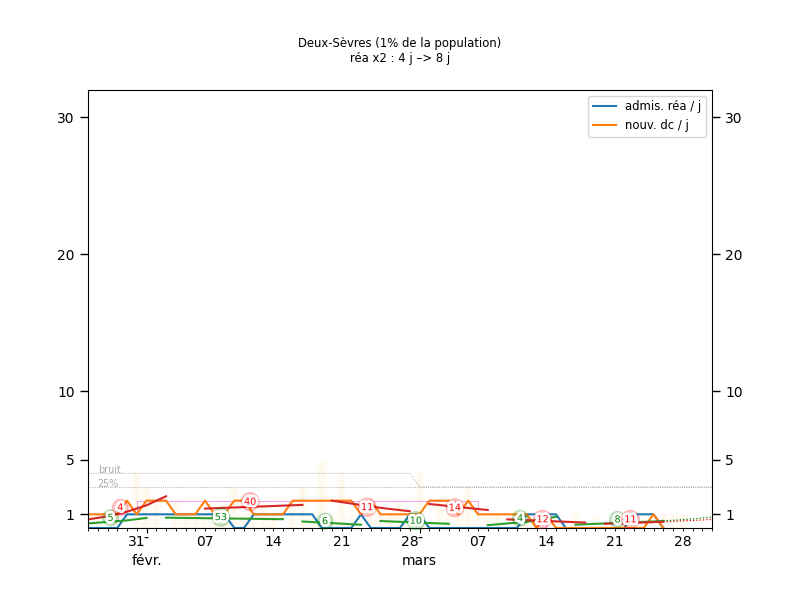 Deux-Sèvres (1% de la population)
réa x2 : 4 j –> 8 j
admis. réa / j
nouv. dc / j
30 30
20 20
10 10
5 5
1 1
bruit
25%
4 40 11 14 12 11
5 53 6 10 4 8
31 07 14 21 28 07 14 21 28
févr. mars